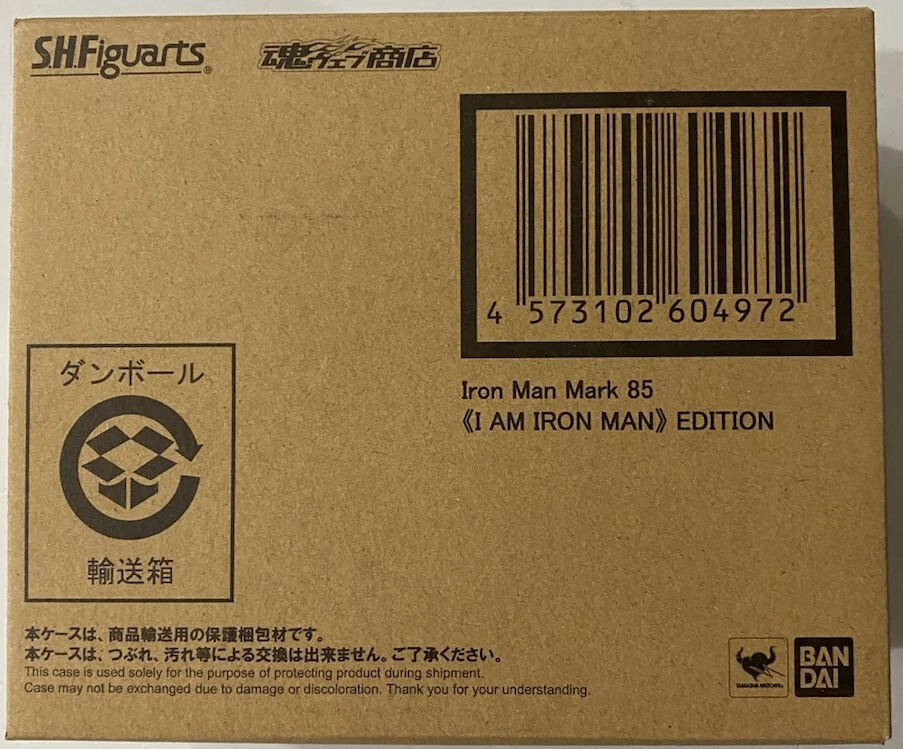 S.H.Figuarts®
魂ウェブ商店
4 573102 604972
Iron Man Mark 85
《I AM IRON MAN》 EDITION
ダンボール
輸送箱
本ケースは、商品輸送用の保護梱包材です。
本ケースは、つぶれ、汚れ等による交換は出来ません。ご了承ください。
This case is used solely for the purpose of protecting product during shipment.
Case may not be exchanged due to damage or discoloration. Thank you for your understanding.
TAMASHII NATIONS
BAN
DAI